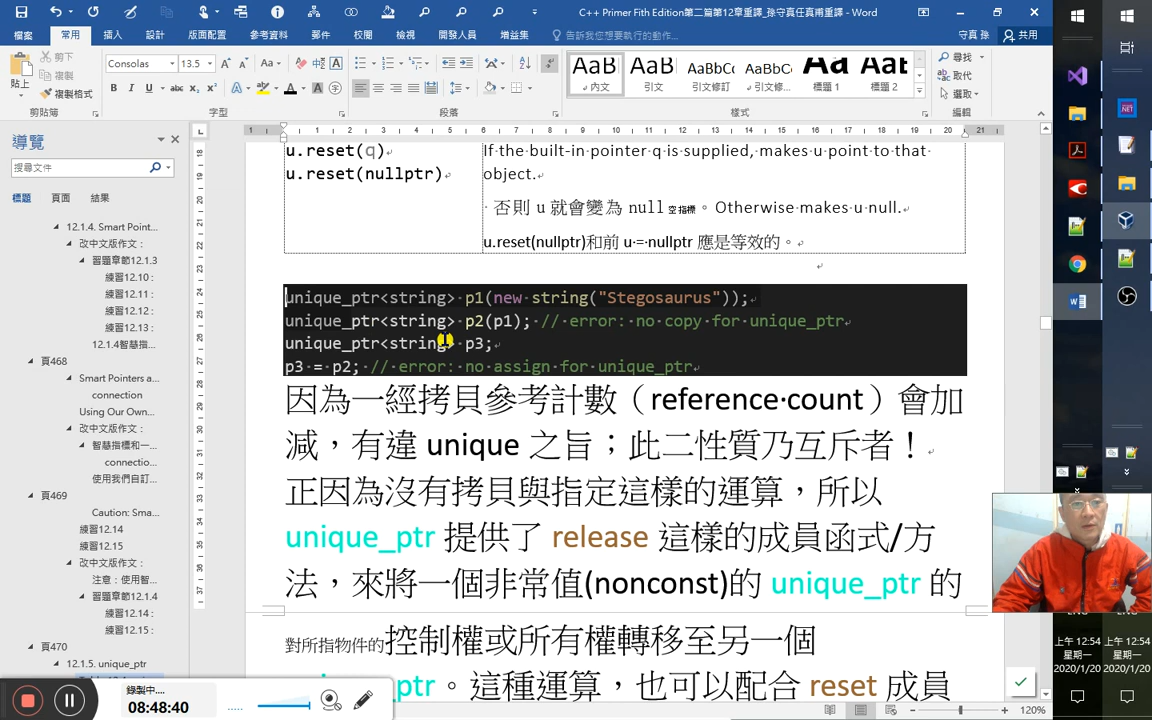 C++ Primer Fith Edition第二篇第12章重譯_孫守真任真甫重譯 - Word
檔案
常用
插入
設計
版面配置
參考資料
郵件
校閱
檢視
開發人員
增益集
告訴我您想要執行的動作...
守真 孫
共用
貼上
剪下
複製
複製格式
剪貼簿
Consolas
13.5
字型
段落
AaB
內文
AaB
引文
AaBbC
引文修訂
AaBbC
引文修...
AaB
標題 1
AaB
標題 2
樣式
尋找
取代
選取
編輯
導覽
搜尋文件
標題
頁面
結果
12.1.4. Smart Point...
改中文版作文：
習題章節12.1.3
練習12.10：
練習12.11：
練習12.12：
練習12.13：
12.1.4智慧指...
頁468
Smart Pointers a...
connection
Using Our Own...
改中文版作文：
智慧指標和一...
connectio...
使用我們自訂...
頁469
Caution: Sma...
練習12.14
練習12.15
改中文版作文：
注意：使用智...
習題章節12.1.4
練習12.14：
練習12.15：
頁470
12.1.5. unique_ptr
u.reset(q)
u.reset(nullptr)
If the built-in pointer q is supplied, makes u point to that
object.
否則 u 就會變為 null 空指標。Otherwise makes u null.
u.reset(nullptr)和前 u = nullptr 應是等效的。
unique_ptr<string> p1(new string("Stegosaurus"));
unique_ptr<string> p2(p1); // error: no copy for unique_ptr
unique_ptr<string> p3;
p3 = p2; // error: no assign for unique_ptr
因為一經拷貝參考計數（reference count）會加
減，有違 unique 之旨；此二性質乃互斥者！
正因為沒有拷貝與指定這樣的運算，所以
unique_ptr 提供了 release 這樣的成員函式/方
法，來將一個非常值(nonconst)的 unique_ptr 的
對所指物件的控制權或所有權轉移至另一個
。這種運算，也可以配合 reset 成員
錄製中....
08:48:40
120%
上午 12:54
星期一
2020/1/20
上午 12:54
星期一
2020/1/20